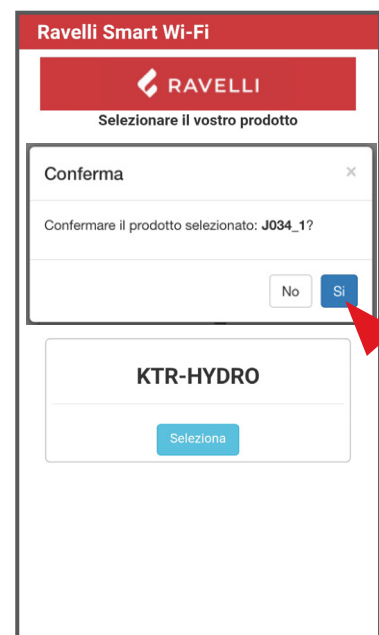 Ravelli Smart Wi-Fi
RAVELLI
Selezionare il vostro prodotto
Conferma ×
Confermare il prodotto selezionato: J034_1?
No Si
KTR-HYDRO
Seleziona